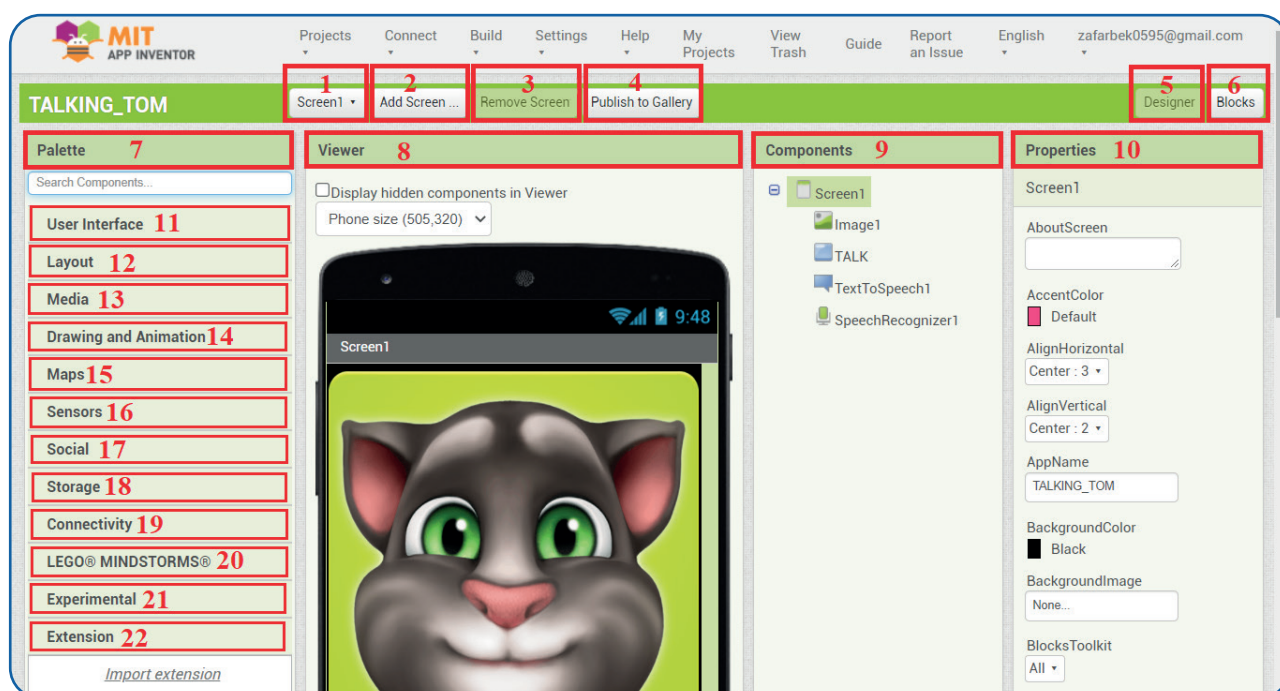 MIT
APP INVENTOR
Projects
Connect
Build
Settings
Help
My
Projects
View
Trash
Guide
Report
an Issue
English
zafarbek0595@gmail.com
TALKING_TOM
1
Screen1
2
Add Screen ...
3
Remove Screen
4
Publish to Gallery
5
Designer
6
Blocks
Palette 7
Search Components...
User Interface 11
Layout 12
Media 13
Drawing and Animation 14
Maps 15
Sensors 16
Social 17
Storage 18
Connectivity 19
LEGO® MINDSTORMS® 20
Experimental 21
Extension 22
Import extension
Viewer 8
Display hidden components in Viewer
Phone size (505,320)
9:48
Screen1
Components 9
Screen1
Image1
TALK
TextToSpeech1
SpeechRecognizer1
Properties 10
Screen1
AboutScreen
AccentColor
Default
AlignHorizontal
Center : 3
AlignVertical
Center : 2
AppName
TALKING_TOM
BackgroundColor
Black
BackgroundImage
None...
BlocksToolkit
All